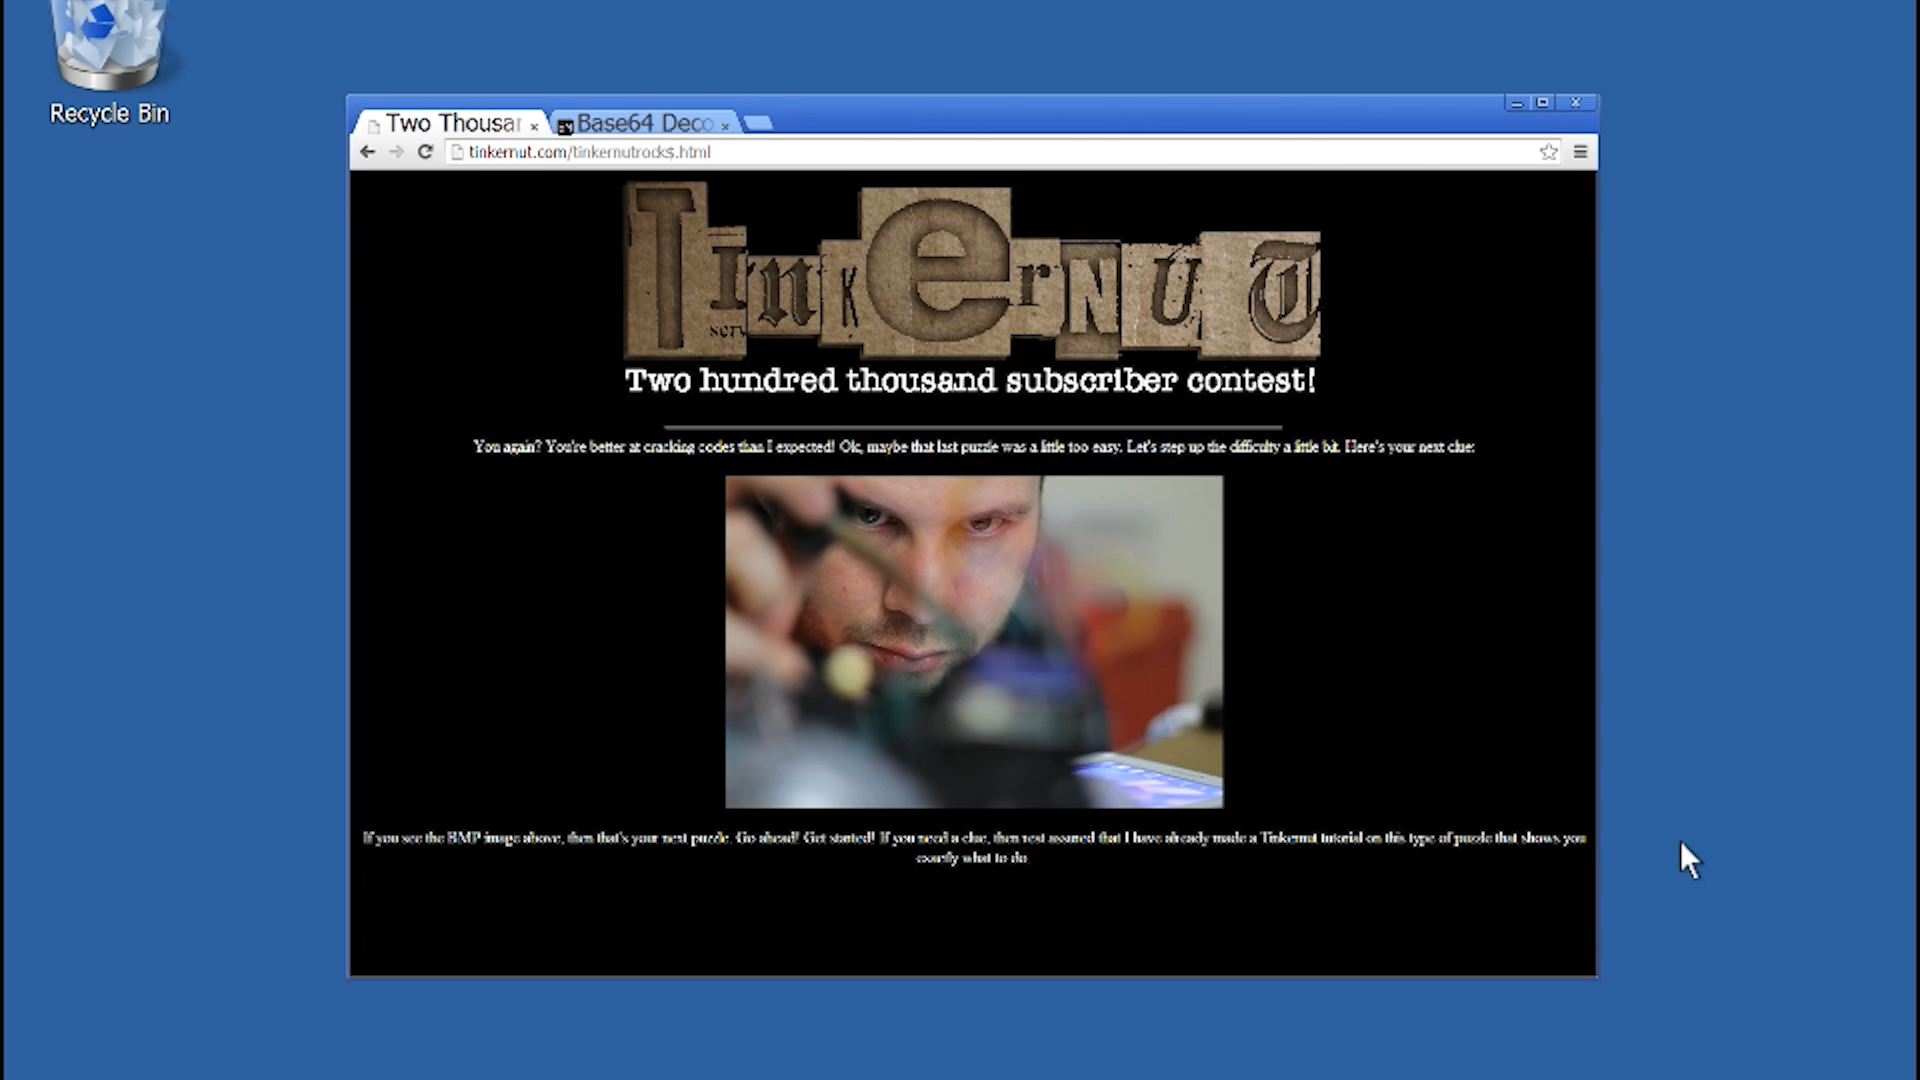 Recycle Bin
Two Thousan
Base64 Deco
tinkernut.com/tinkernutrocks.html
TinkerNUT
Two hundred thousand subscriber contest!
You again? You're better at cracking codes than I expected! Ok, maybe that last puzzle was a little too easy. Let's step up the difficulty a little bit. Here's your next clue:
If you see the BMP image above, then that's your next puzzle. Go ahead! Get started! If you need a clue, then rest assured that I have already made a Tinkernut tutorial on this type of puzzle that shows you
exactly what to do